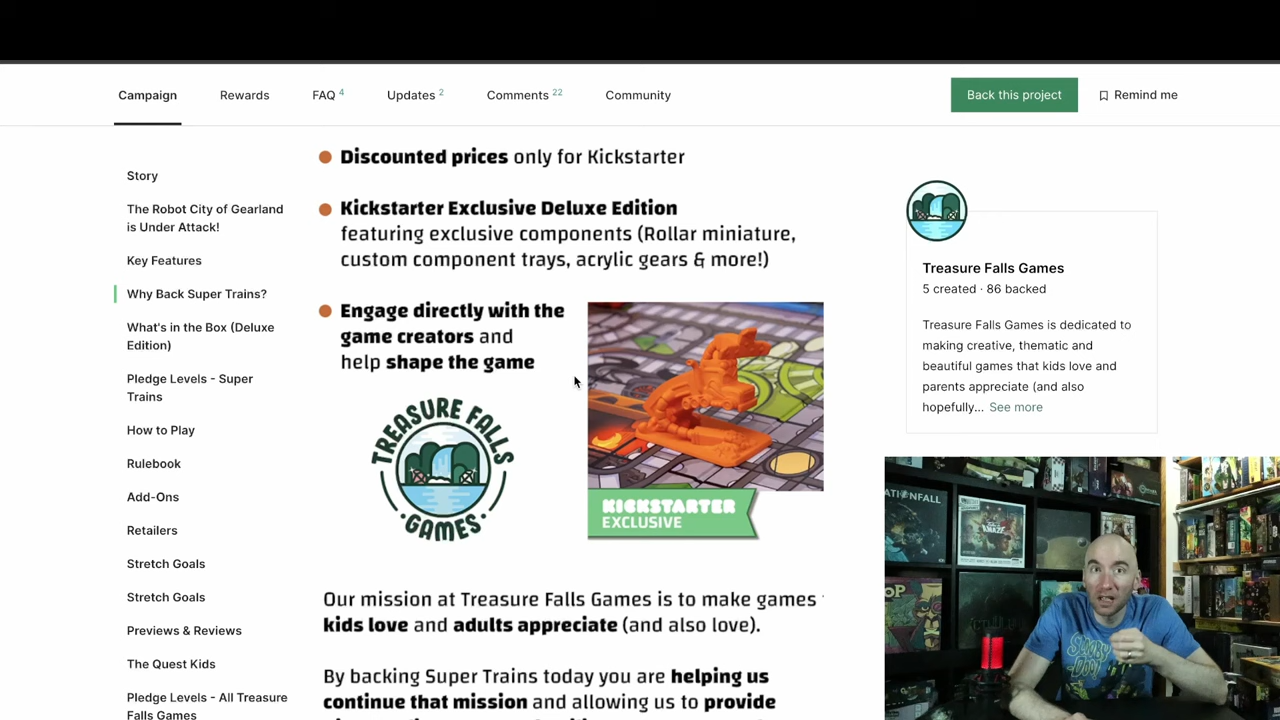 Campaign
Rewards
FAQ 4
Updates 2
Comments 22
Community
Back this project
Remind me
Story
The Robot City of Gearland
is Under Attack!
Key Features
Why Back Super Trains?
What's in the Box (Deluxe
Edition)
Pledge Levels - Super
Trains
How to Play
Rulebook
Add-Ons
Retailers
Stretch Goals
Stretch Goals
Previews & Reviews
The Quest Kids
Pledge Levels - All Treasure
Falls Games
Discounted prices only for Kickstarter
Kickstarter Exclusive Deluxe Edition
featuring exclusive components (Rollar miniature,
custom component trays, acrylic gears & more!)
Engage directly with the
game creators and
help shape the game
TREASURE FALLS
·GAMES·
KICKSTARTER
EXCLUSIVE
Our mission at Treasure Falls Games is to make games
kids love and adults appreciate (and also love).
By backing Super Trains today you are helping us
continue that mission and allowing us to provide
Treasure Falls Games
5 created · 86 backed
Treasure Falls Games is dedicated to
making creative, thematic and
beautiful games that kids love and
parents appreciate (and also
hopefully... See more